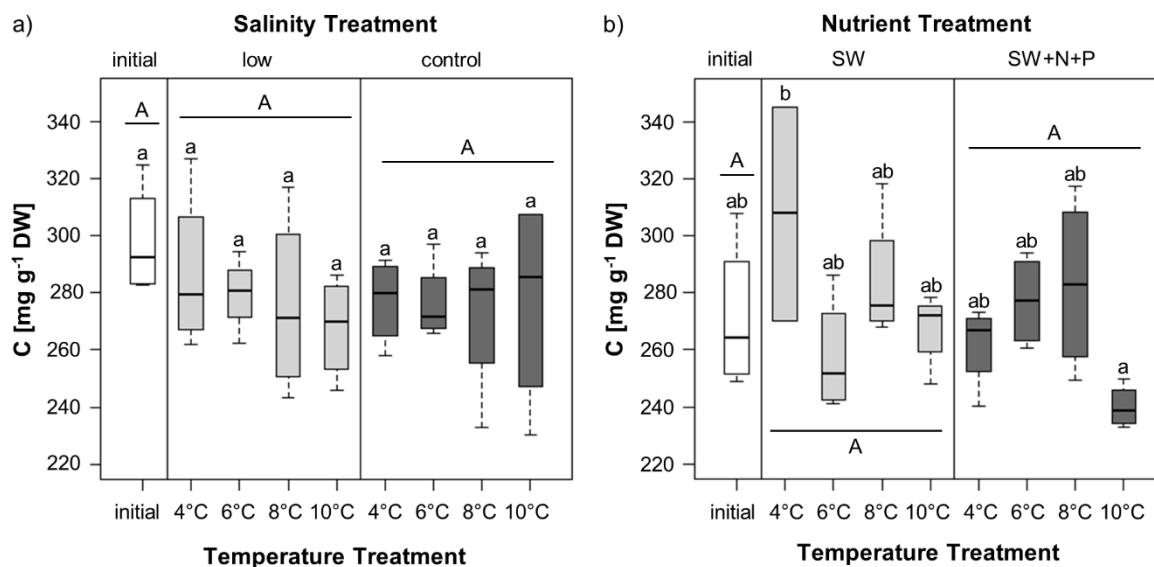 a) Salinity Treatment
initial low control
A A A
a a a a a a a a a
C [mg g⁻¹ DW]
340
320
300
280
260
240
220
initial 4°C 6°C 8°C 10°C 4°C 6°C 8°C 10°C
Temperature Treatment
b) Nutrient Treatment
initial SW SW+N+P
A A A
ab b ab ab ab ab ab ab a
C [mg g⁻¹ DW]
340
320
300
280
260
240
220
initial 4°C 6°C 8°C 10°C 4°C 6°C 8°C 10°C
Temperature Treatment